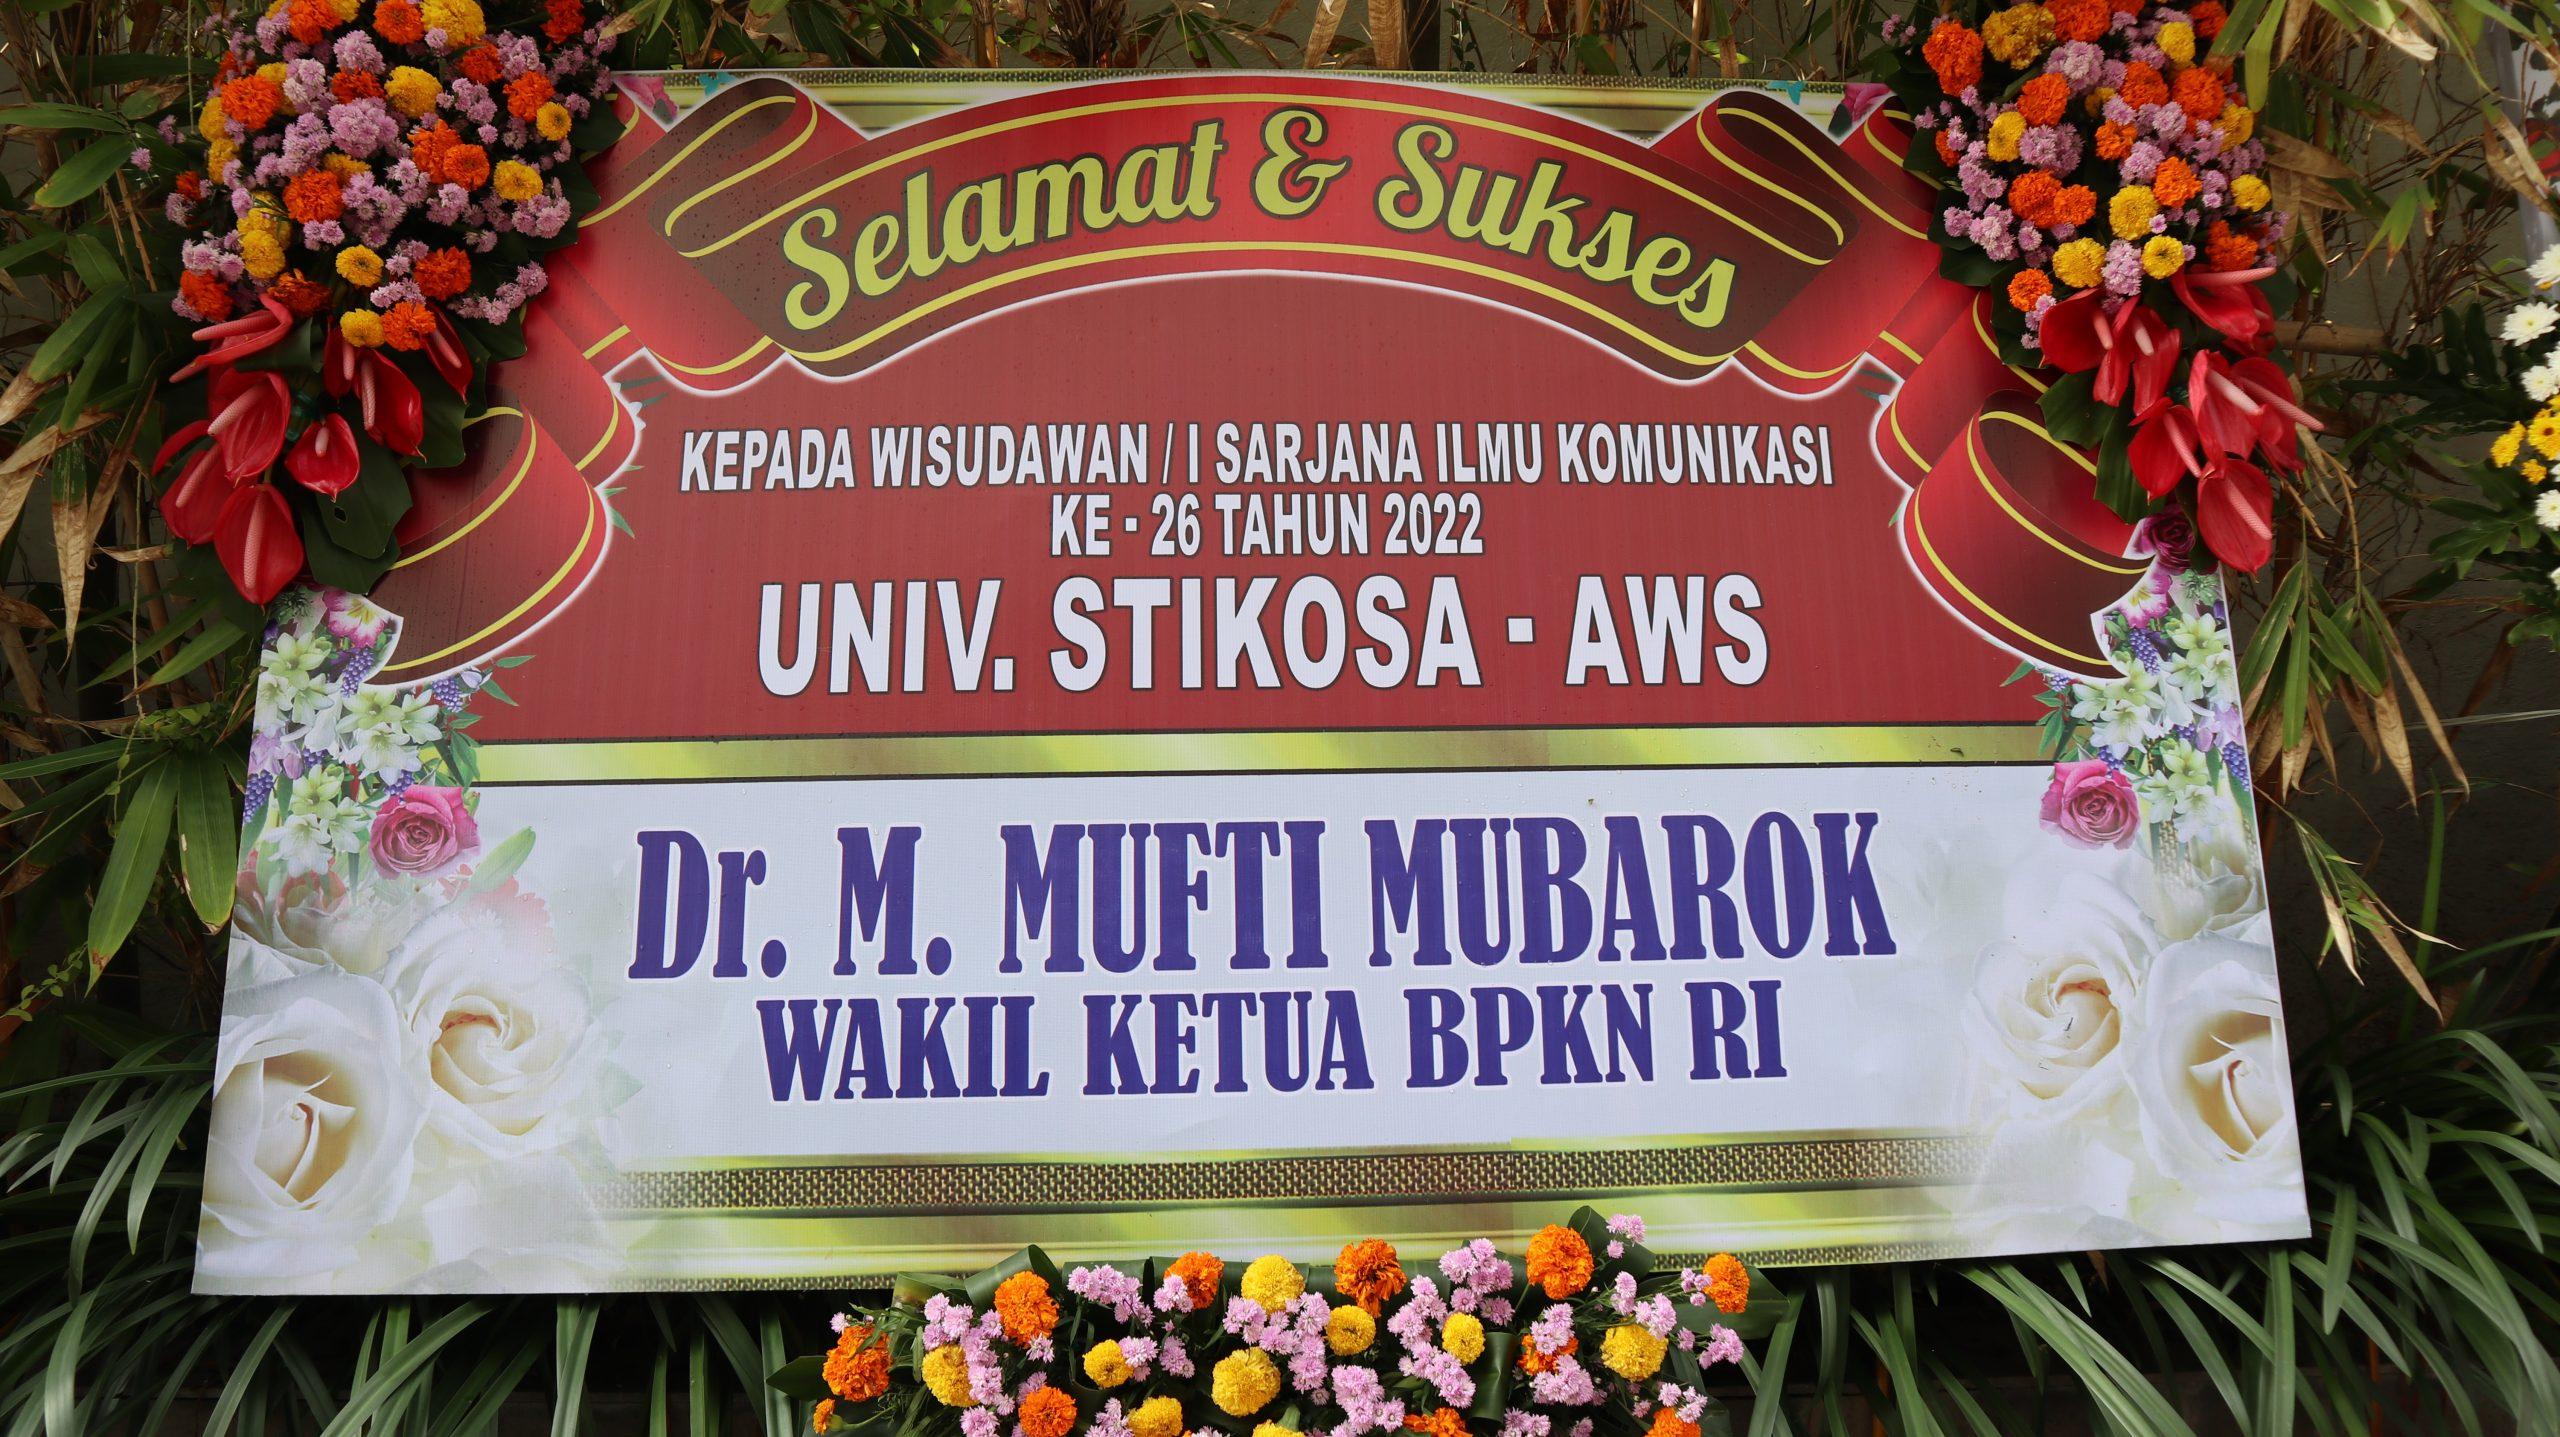 Selamat & Sukses
KEPADA WISUDAWAN / I SARJANA ILMU KOMUNIKASI
KE - 26 TAHUN 2022
UNIV. STIKOSA - AWS
Dr. M. MUFTI MUBAROK
WAKIL KETUA BPKN RI